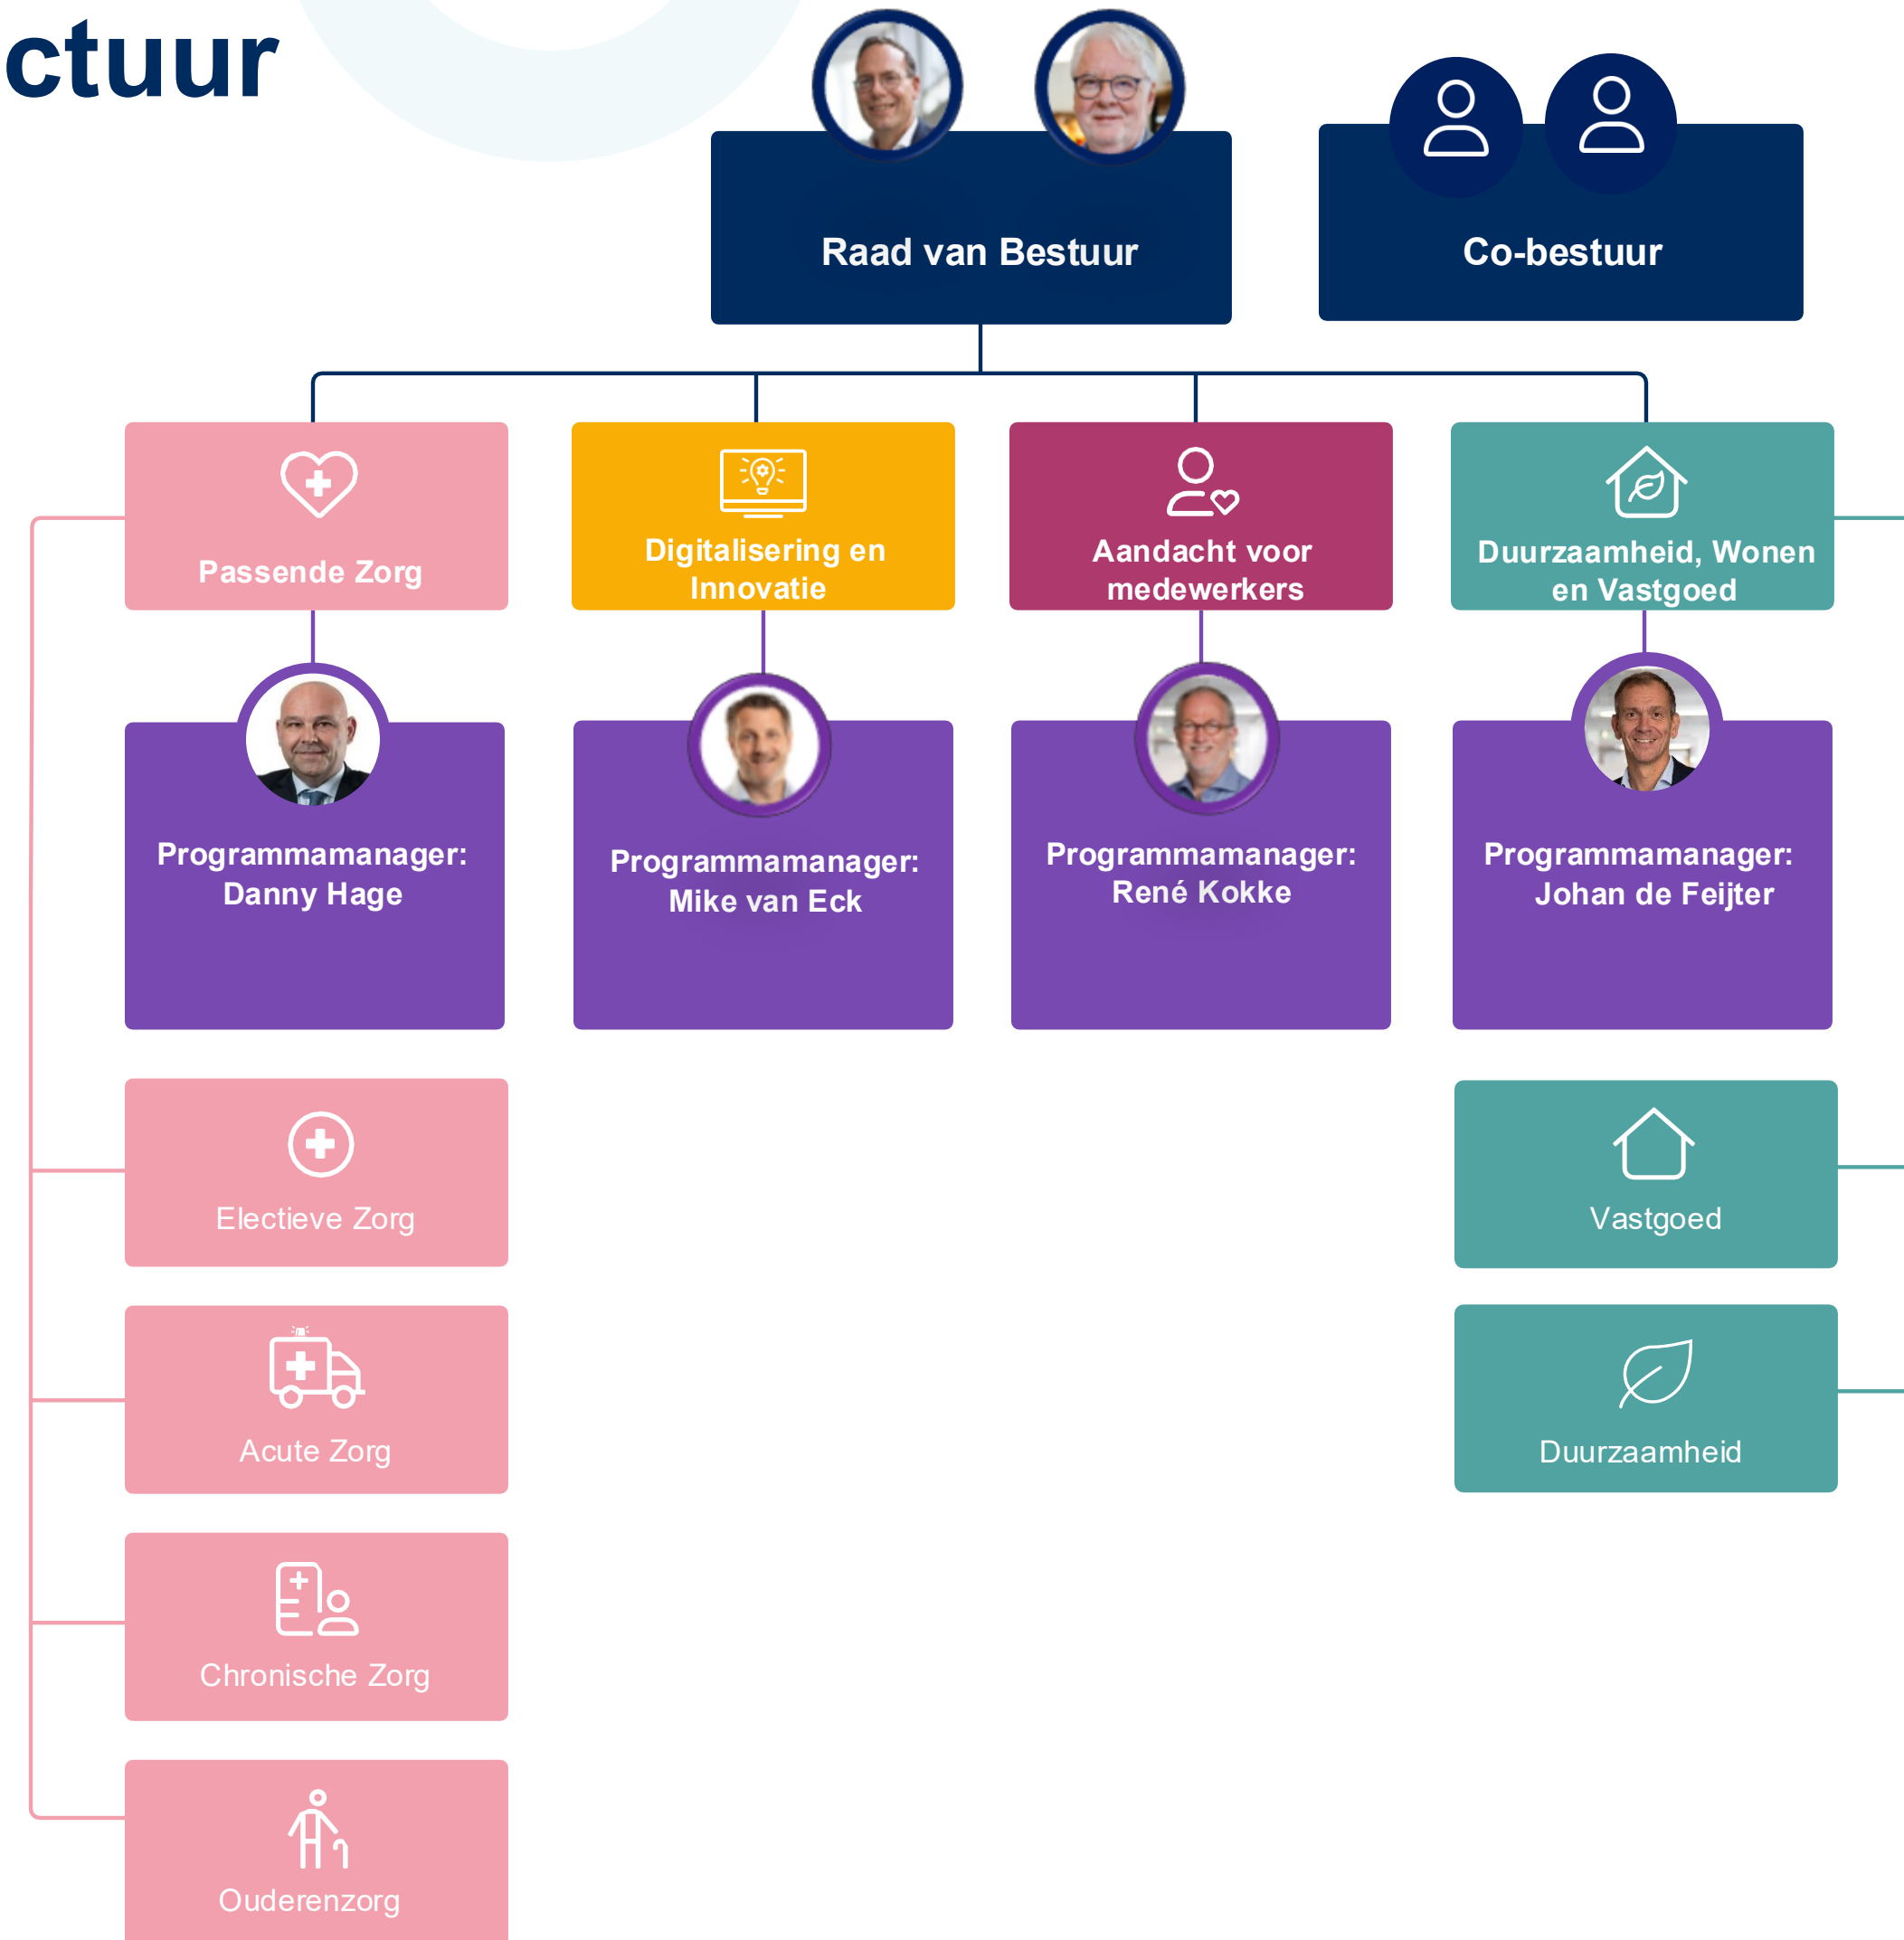 ctuur
Raad van Bestuur
Co-bestuur
Passende Zorg
Digitalisering en
Innovatie
Aandacht voor
medewerkers
Duurzaamheid, Wonen
en Vastgoed
Programmamanager:
Danny Hage
Programmamanager:
Mike van Eck
Programmamanager:
René Kokke
Programmamanager:
Johan de Feijter
Electieve Zorg
Vastgoed
Acute Zorg
Duurzaamheid
Chronische Zorg
Ouderenzorg